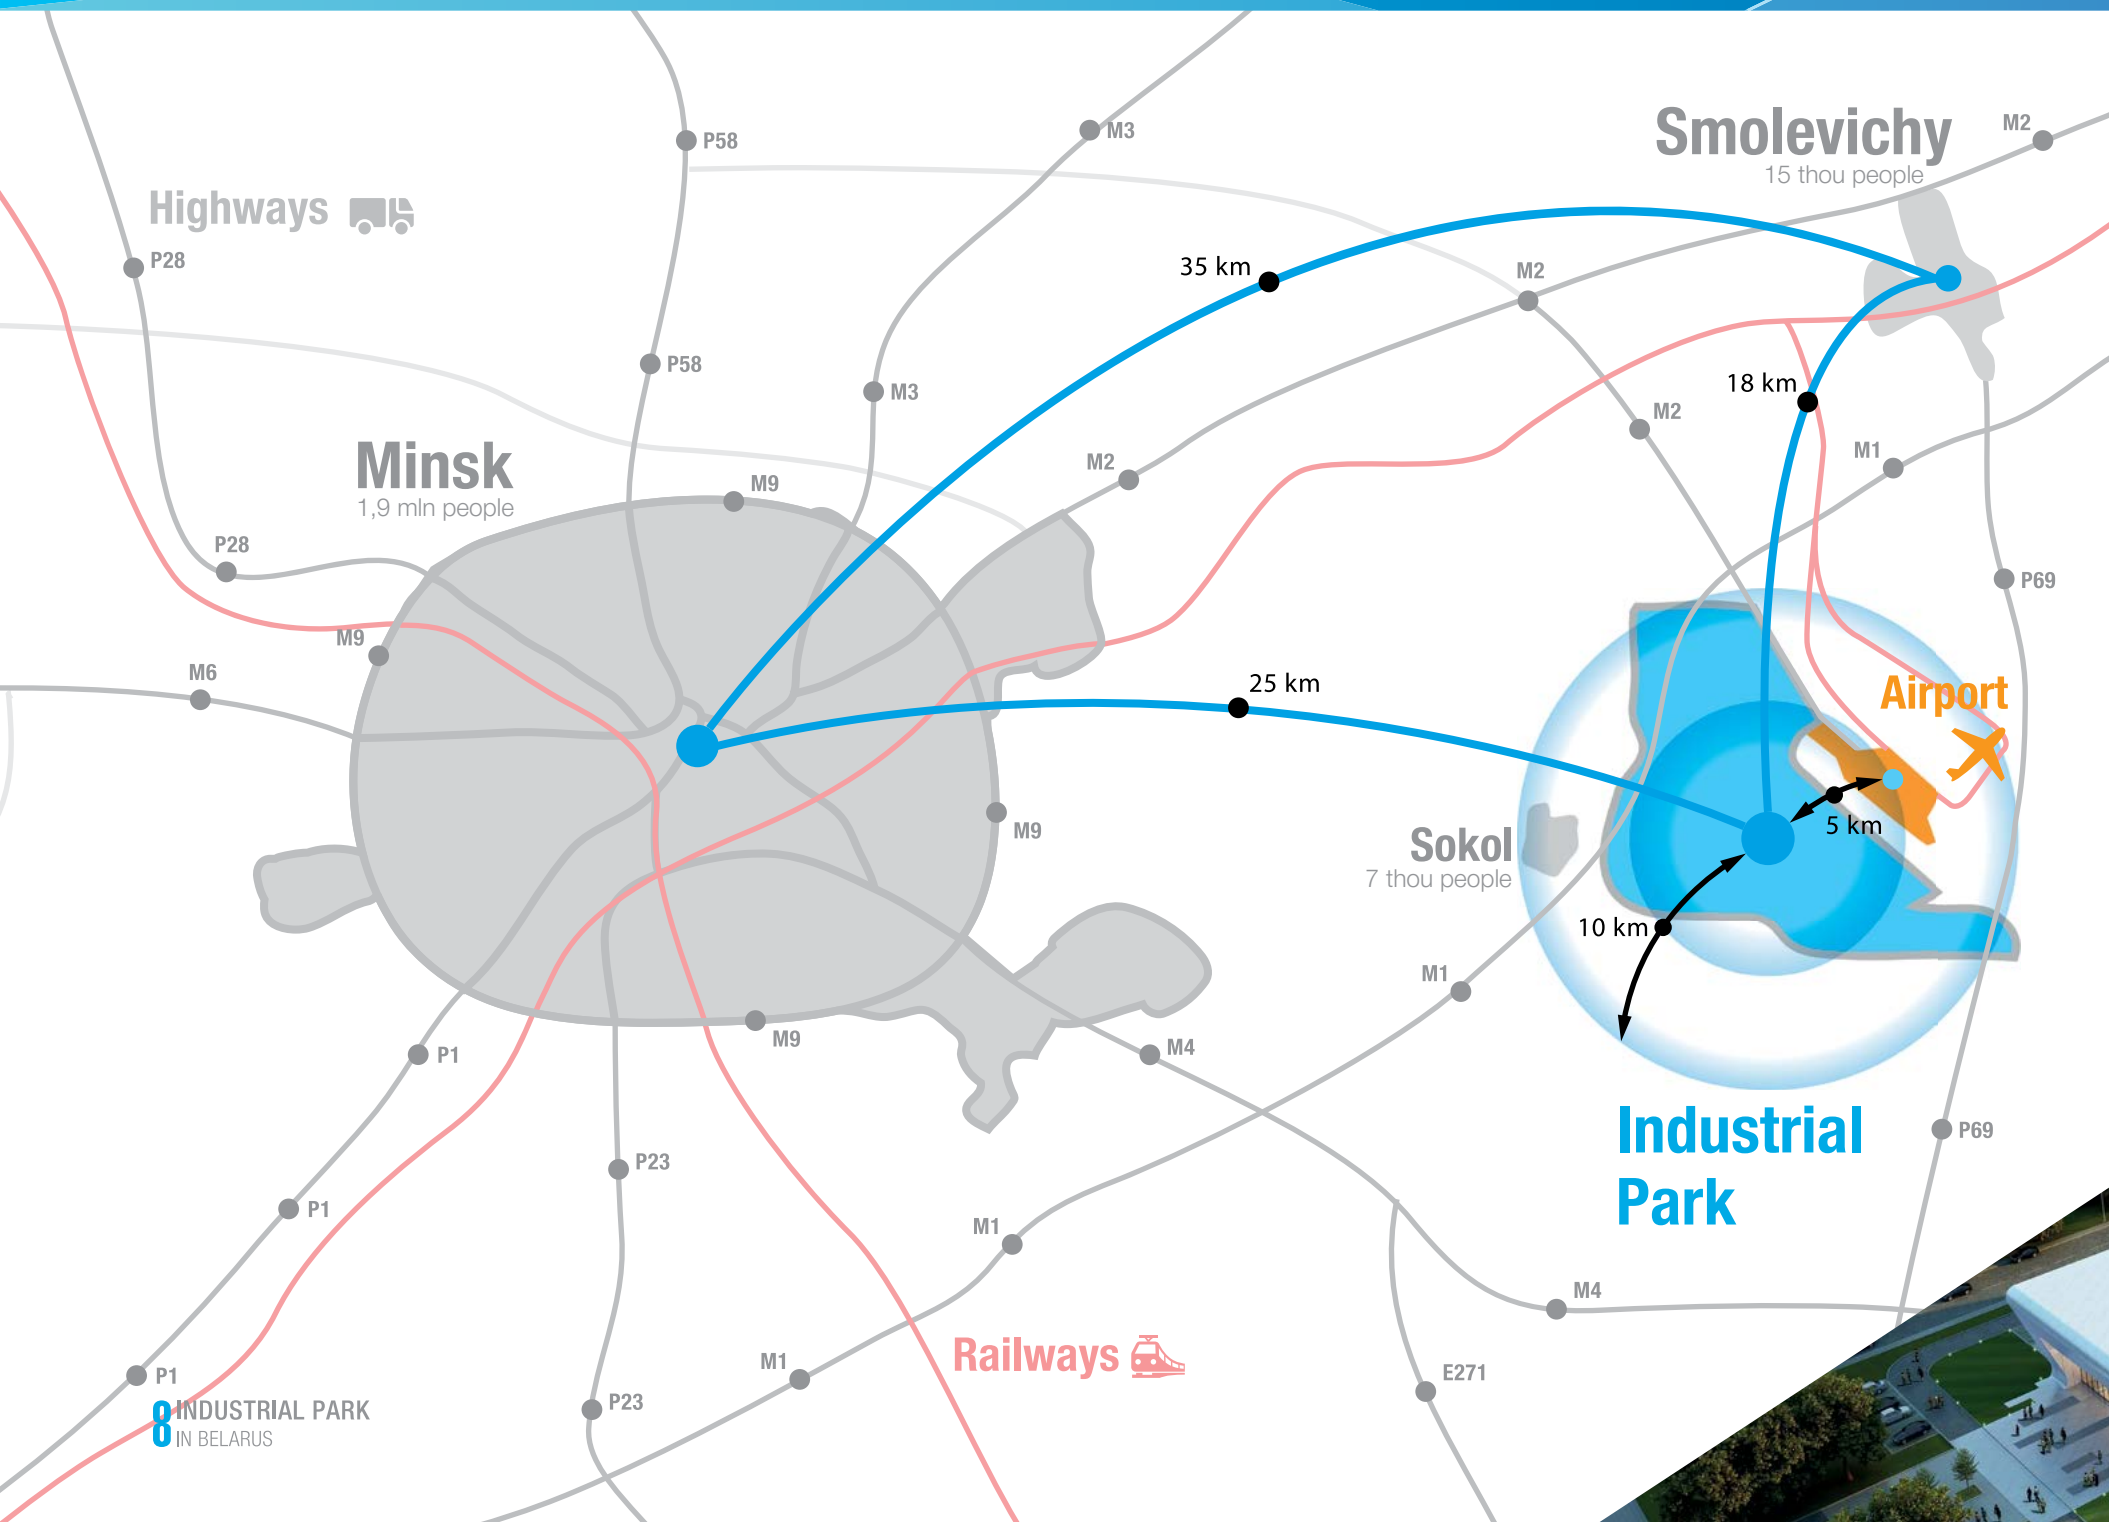 Smolevichy
15 thou people
M2
P58
M3
Highways
P28
35 km
M2
P58
M3
18 km
M2
M1
Minsk
1,9 mln people
M9
M2
P28
P69
M9
M6
25 km
Airport
5 km
M9
Sokol
7 thou people
10 km
M1
M9
M4
P1
Industrial
Park
P69
P23
P1
M1
M4
Railways
M1
E271
P1
P23
8 INDUSTRIAL PARK
IN BELARUS